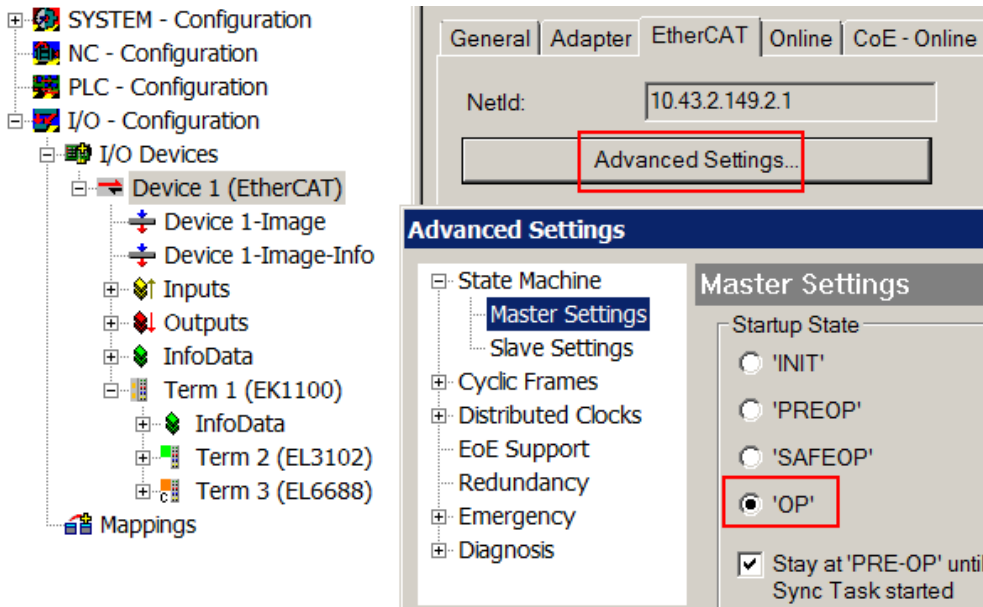 SYSTEM - Configuration
NC - Configuration
PLC - Configuration
I/O - Configuration
I/O Devices
Device 1 (EtherCAT)
Device 1-Image
Device 1-Image-Info
Inputs
Outputs
InfoData
Term 1 (EK1100)
InfoData
Term 2 (EL3102)
Term 3 (EL6688)
Mappings
General Adapter EtherCAT Online CoE - Online
NetId: 10.43.2.149.2.1
Advanced Settings...
Advanced Settings
State Machine
Master Settings
Slave Settings
Cyclic Frames
Distributed Clocks
EoE Support
Redundancy
Emergency
Diagnosis
Master Settings
Startup State
'INIT'
'PREOP'
'SAFEOP'
'OP'
Stay at 'PRE-OP' until
Sync Task started